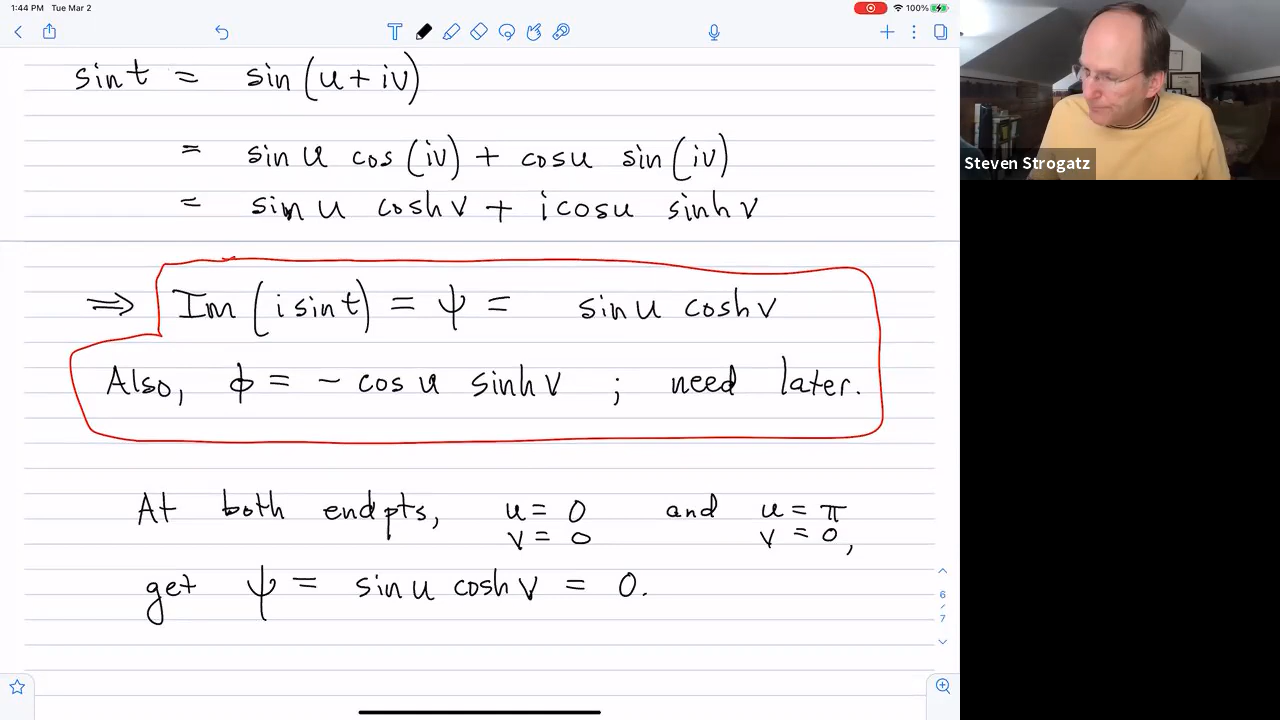 1:44 PM Tue Mar 2
100%
sin t = sin (u + iv)
= sin u cos (iv) + cos u sin (iv)
= sin u cosh v + i cos u sinh v
⇒ Im (i sin t) = ψ = sin u cosh v
Also, φ = - cos u sinh v ; need later.
At both endpts, u = 0 and u = π
v = 0 v = 0,
get ψ = sin u cosh v = 0.
6
/
7
Steven Strogatz